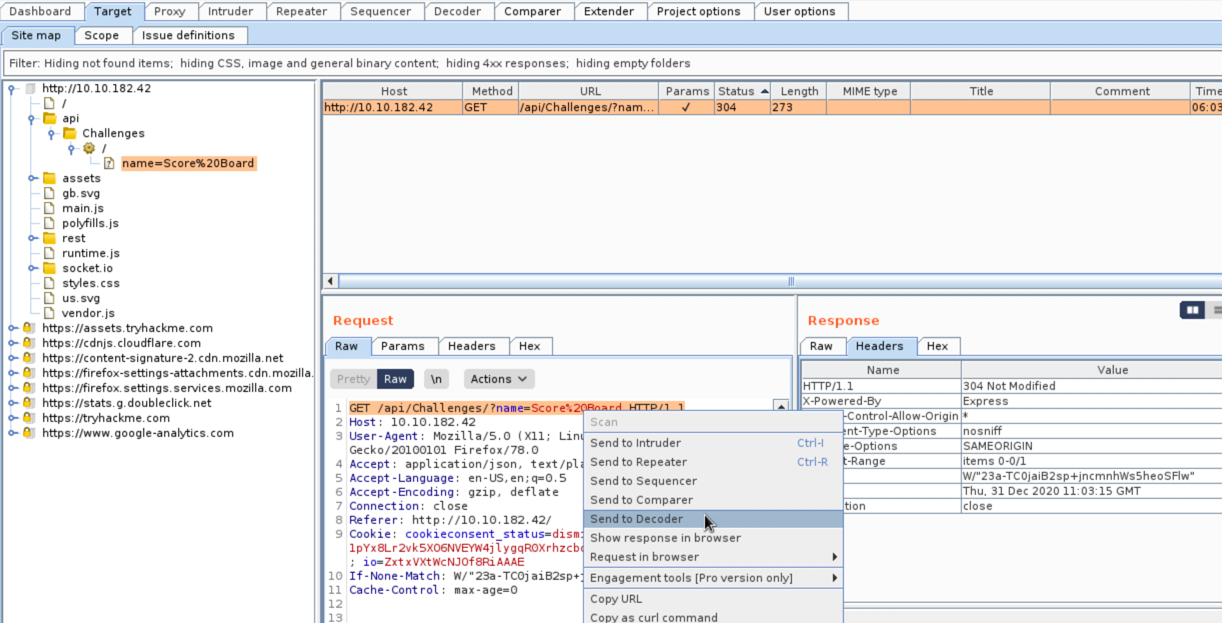 Dashboard Target Proxy Intruder Repeater Sequencer Decoder Comparer Extender Project options User options
Site map Scope Issue definitions
Filter: Hiding not found items; hiding CSS, image and general binary content; hiding 4xx responses; hiding empty folders
http://10.10.182.42
/
api
Challenges
/
name=Score%20Board
assets
gb.svg
main.js
polyfills.js
rest
runtime.js
socket.io
styles.css
us.svg
vendor.js
https://assets.tryhackme.com
https://cdnjs.cloudflare.com
https://content-signature-2.cdn.mozilla.net
https://firefox-settings-attachments.cdn.mozilla.
https://firefox.settings.services.mozilla.com
https://stats.g.doubleclick.net
https://tryhackme.com
https://www.google-analytics.com
Host Method URL Params Status Length MIME type Title Comment Time
http://10.10.182.42 GET /api/Challenges/?nam... ✓ 304 273 06:03
Request
Raw Params Headers Hex
Pretty Raw \n Actions
1 GET /api/Challenges/?name=Score%20Board HTTP/1.1
2 Host: 10.10.182.42
3 User-Agent: Mozilla/5.0 (X11; Linu
Gecko/20100101 Firefox/78.0
4 Accept: application/json, text/pla
5 Accept-Language: en-US,en;q=0.5
6 Accept-Encoding: gzip, deflate
7 Connection: close
8 Referer: http://10.10.182.42/
9 Cookie: cookieconsent_status=dismi
1pYx8Lr2vk5XO6NVEYW4jlygqROXrhzcbo
; io=ZxtxVXtWcNJOf8RiAAAE
10 If-None-Match: W/"23a-TC0jaiB2sp+j
11 Cache-Control: max-age=0
12
13
Scan
Send to Intruder Ctrl-I
Send to Repeater Ctrl-R
Send to Sequencer
Send to Comparer
Send to Decoder
Show response in browser
Request in browser
Engagement tools [Pro version only]
Copy URL
Copy as curl command
Response
Raw Headers Hex
Name Value
HTTP/1.1 304 Not Modified
X-Powered-By Express
-Control-Allow-Origin *
ent-Type-Options nosniff
e-Options SAMEORIGIN
t-Range items 0-0/1
W/"23a-TC0jaiB2sp+jncmnhWs5heoSFlw"
Thu, 31 Dec 2020 11:03:15 GMT
tion close